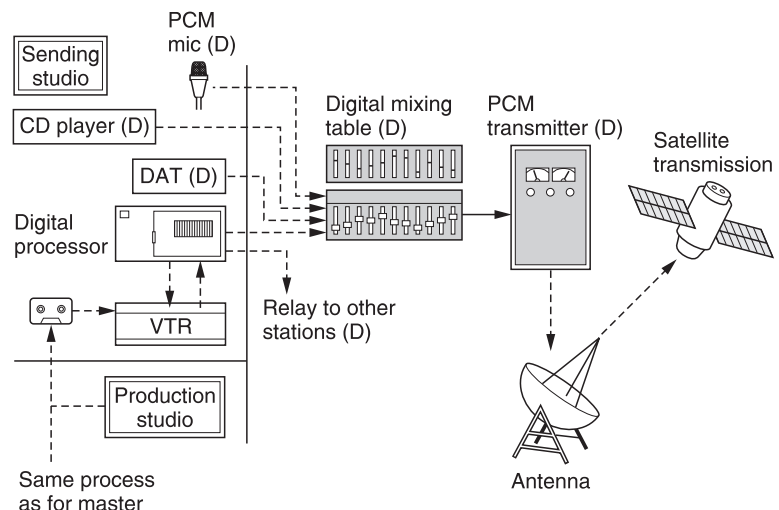 PCM
mic (D)
Sending
studio
CD player (D)
DAT (D)
Digital
processor
VTR
Production
studio
Same process
as for master
Relay to other
stations (D)
Digital mixing
table (D)
PCM
transmitter (D)
Satellite
transmission
Antenna